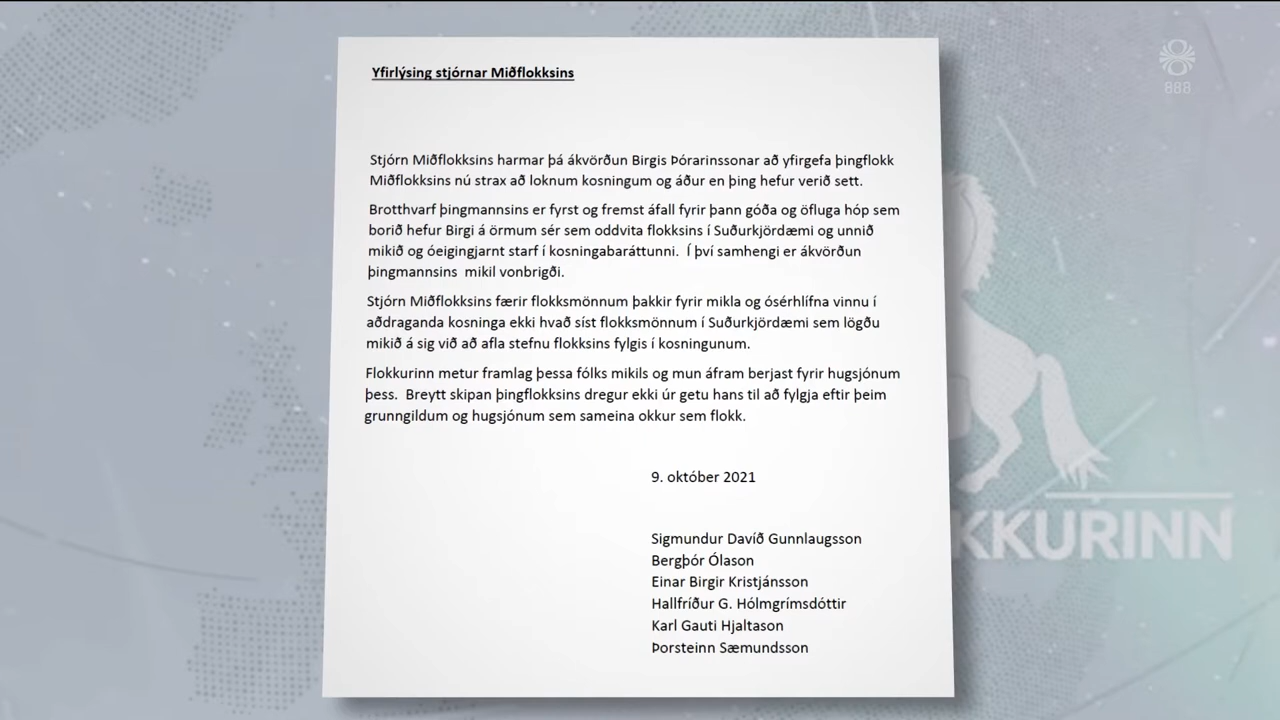 Yfirlýsing stjórnar Miðflokksins
888
Stjórn Miðflokksins harmar þá ákvörðun Birgis Þórarinssonar að yfirgefa þingflokk
Miðflokksins nú strax að loknum kosningum og áður en þing hefur verið sett.
Brotthvarf þingmannsins er fyrst og fremst áfall fyrir þann góða og öfluga hóp sem
borið hefur Birgi á örmum sér sem oddvita flokksins í Suðurkjördæmi og unnið
mikið og óeigingjarnt starf í kosningabaráttunni.  Í því samhengi er ákvörðun
þingmannsins  mikil vonbrigði.
Stjórn Miðflokksins færir flokksmönnum þakkir fyrir mikla og ósérhlífna vinnu í
aðdraganda kosninga ekki hvað síst flokksmönnum í Suðurkjördæmi sem lögðu
mikið á sig við að afla stefnu flokksins fylgis í kosningunum.
Flokkurinn metur framlag þessa fólks mikils og mun áfram berjast fyrir hugsjónum
þess.  Breytt skipan þingflokksins dregur ekki úr getu hans til að fylgja eftir þeim
grunngildum og hugsjónum sem sameina okkur sem flokk.
9. október 2021
Sigmundur Davíð Gunnlaugsson
Bergþór Ólason
Einar Birgir Kristjánsson
Hallfríður G. Hólmgrímsdóttir
Karl Gauti Hjaltason
Þorsteinn Sæmundsson
KKURINN